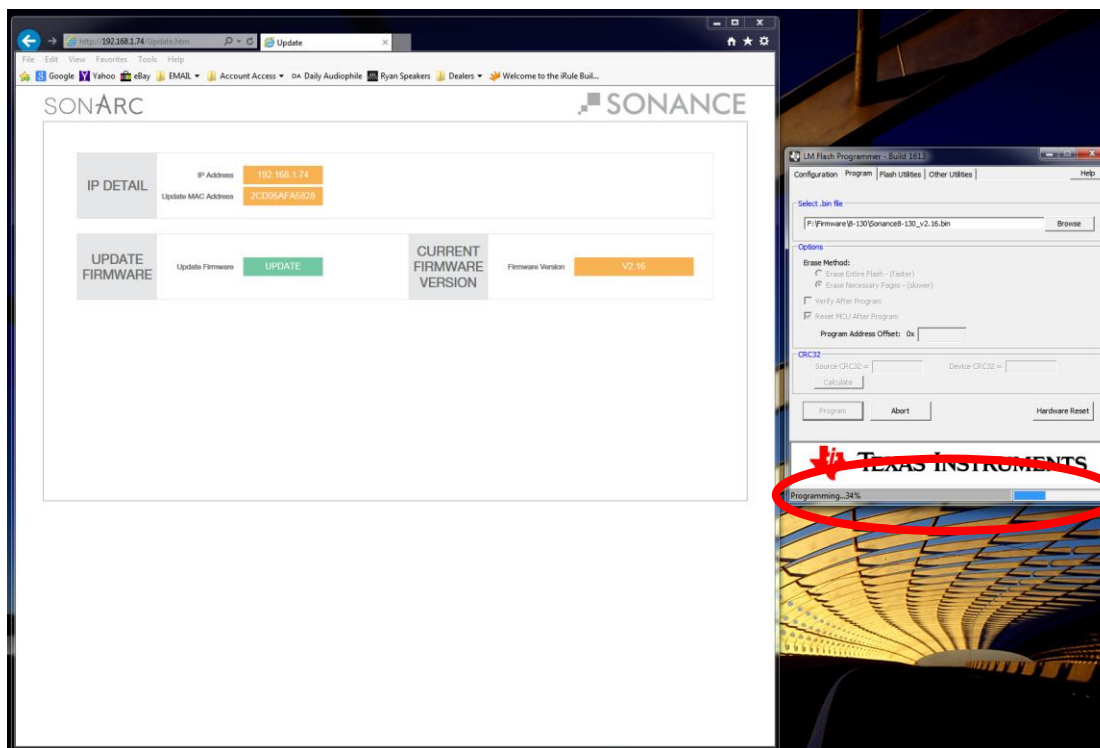 http://192.168.1.74/Update.htm
Update
File Edit View Favorites Tools Help
Google Yahoo eBay EMAIL Account Access DA Daily Audiophile Ryan Speakers Dealers Welcome to the iRule Buil...
SONARC
SONANCE
IP DETAIL
IP Address 192.168.1.74
Update MAC Address 2CD05AFA5828
UPDATE FIRMWARE
Update Firmware UPDATE
CURRENT FIRMWARE VERSION
Firmware Version V2.16
LM Flash Programmer - Build 1613
Configuration Program Flash Utilities Other Utilities Help
Select .bin file
F:\Firmware\8-130\Sonance8-130_v2.16.bin Browse
Options
Erase Method:
Erase Entire Flash - (faster)
Erase Necessary Pages - (slower)
Verify After Program
Reset MCU After Program
Program Address Offset: 0x
CRC32
Source CRC32 = Device CRC32 =
Calculate
Program Abort Hardware Reset
TEXAS INSTRUMENTS
Programming...34%